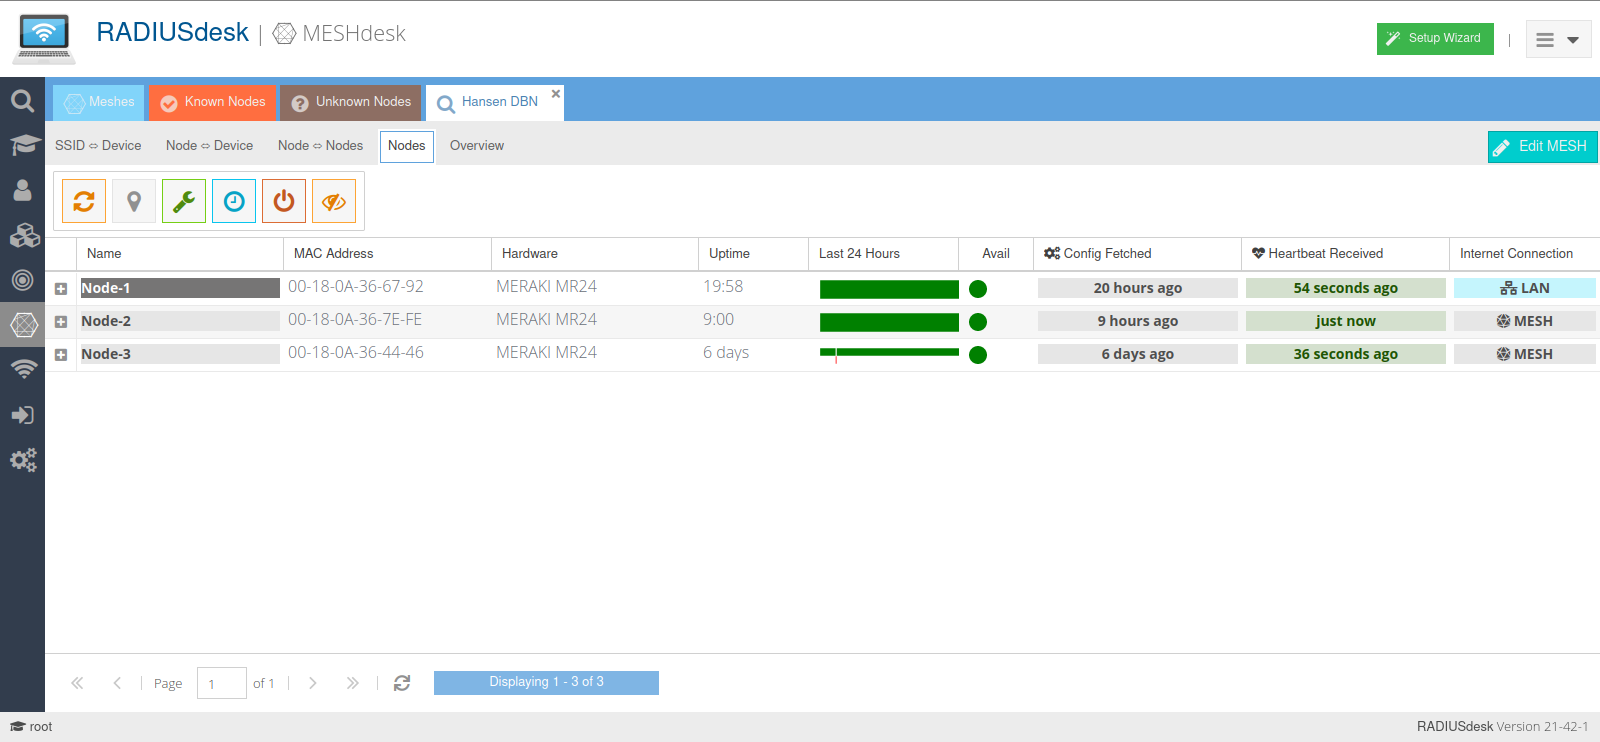 RADIUSdesk | MESHdesk
Setup Wizard
Meshes Known Nodes Unknown Nodes Hansen DBN
SSID ⇔ Device Node ⇔ Device Node ⇔ Nodes Nodes Overview Edit MESH
Name MAC Address Hardware Uptime Last 24 Hours Avail Config Fetched Heartbeat Received Internet Connection
Node-1 00-18-0A-36-67-92 MERAKI MR24 19:58 20 hours ago 54 seconds ago LAN
Node-2 00-18-0A-36-7E-FE MERAKI MR24 9:00 9 hours ago just now MESH
Node-3 00-18-0A-36-44-46 MERAKI MR24 6 days 6 days ago 36 seconds ago MESH
Page 1 of 1 Displaying 1 - 3 of 3
root RADIUSdesk Version 21-42-1